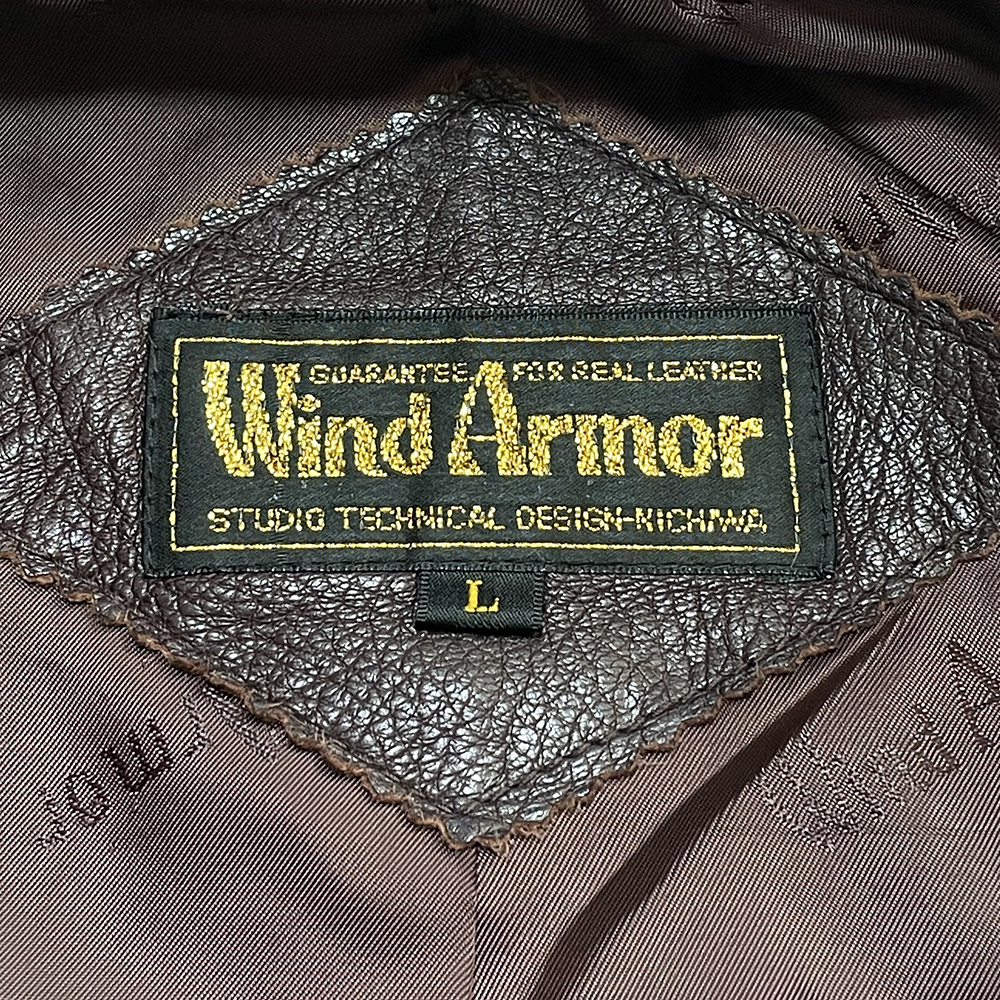 GUARANTEE FOR REAL LEATHER
Wind Armor
STUDIO TECHNICAL DESIGN-NICHIWA
L